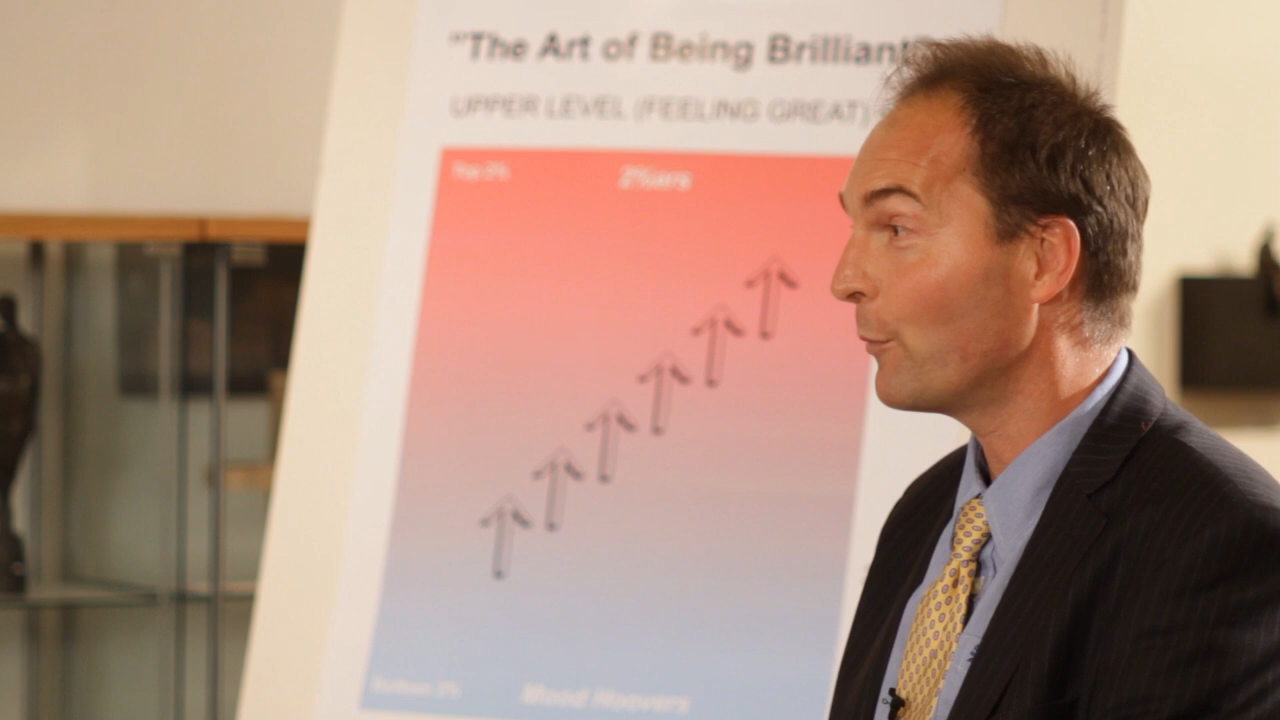 "The Art of Being Brilliant"
UPPER LEVEL (FEELING GREAT)
Top 2%
2%ers
Bottom 2%
Mood Hoovers